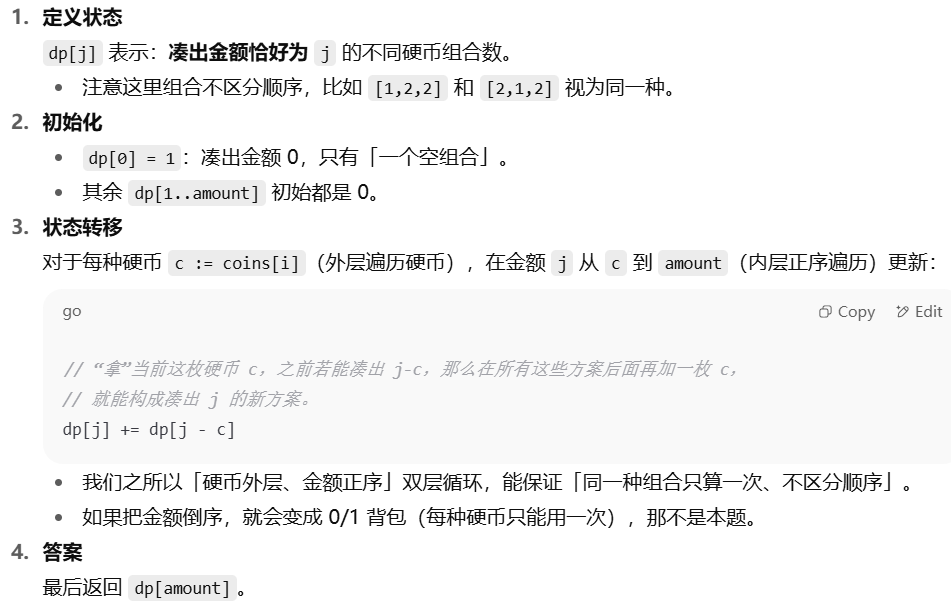 1. 定义状态
dp[j] 表示：凑出金额恰好为 j 的不同硬币组合数。
• 注意这里组合不区分顺序，比如 [1,2,2] 和 [2,1,2] 视为同一种。
2. 初始化
• dp[0] = 1：凑出金额 0，只有「一个空组合」。
• 其余 dp[1..amount] 初始都是 0。
3. 状态转移
对于每种硬币 c := coins[i]（外层遍历硬币），在金额 j 从 c 到 amount（内层正序遍历）更新：
go Copy Edit
// “拿”当前这枚硬币 c，之前若能凑出 j-c，那么在所有这些方案后面再加一枚 c，
// 就能构成凑出 j 的新方案。
dp[j] += dp[j - c]
• 我们之所以「硬币外层、金额正序」双层循环，能保证「同一种组合只算一次、不区分顺序」。
• 如果把金额倒序，就会变成 0/1 背包（每种硬币只能用一次），那不是本题。
4. 答案
最后返回 dp[amount]。